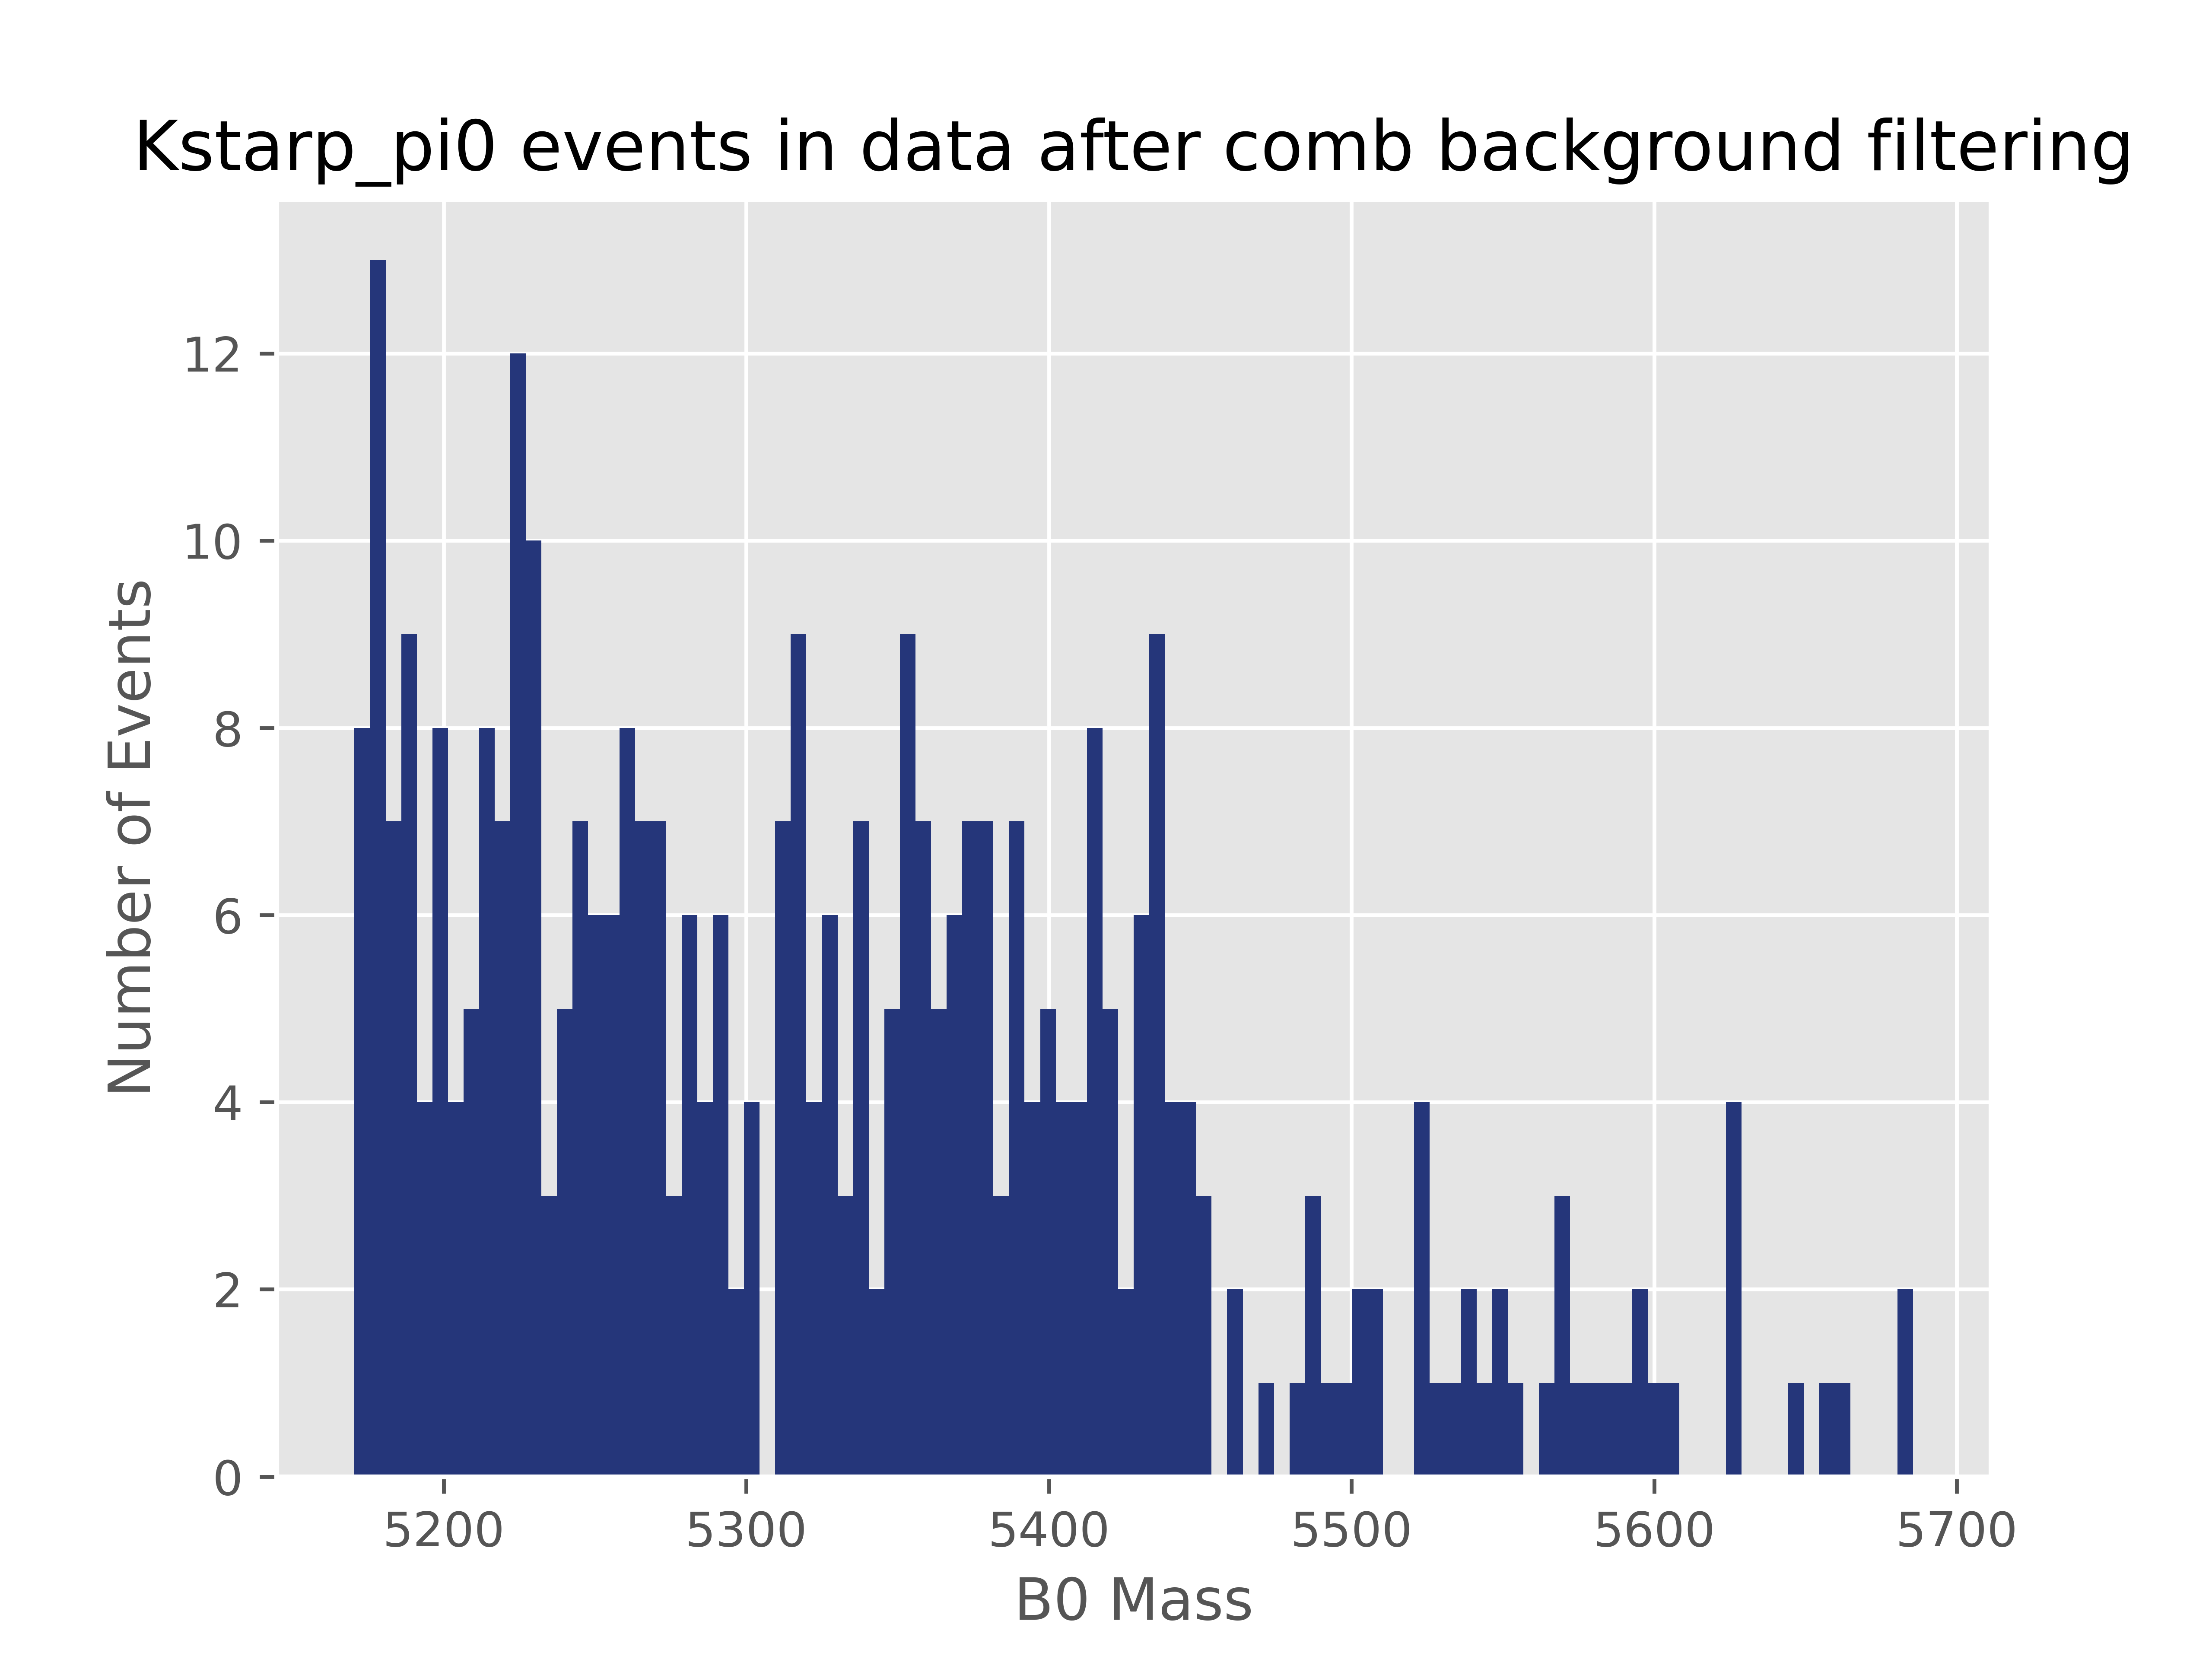 Kstarp_pi0 events in data after comb background filtering
12
10
8
6
4
2
0
Number of Events
5200 5300 5400 5500 5600 5700
B0 Mass